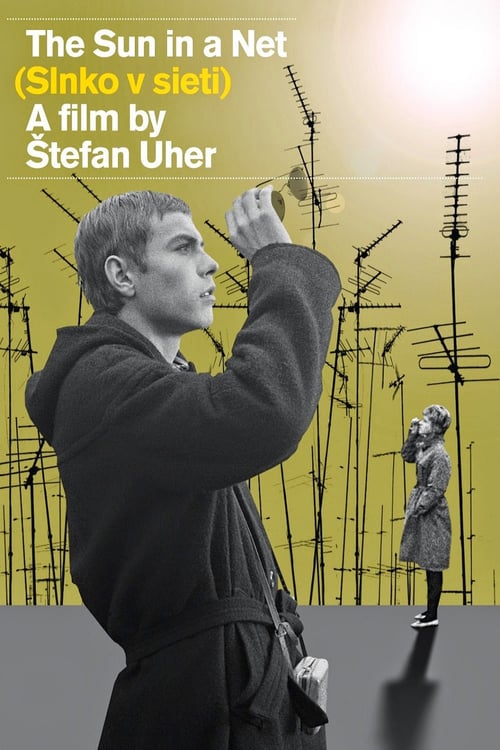 The Sun in a Net
(Slnko v sieti)
A film by
Štefan Uher